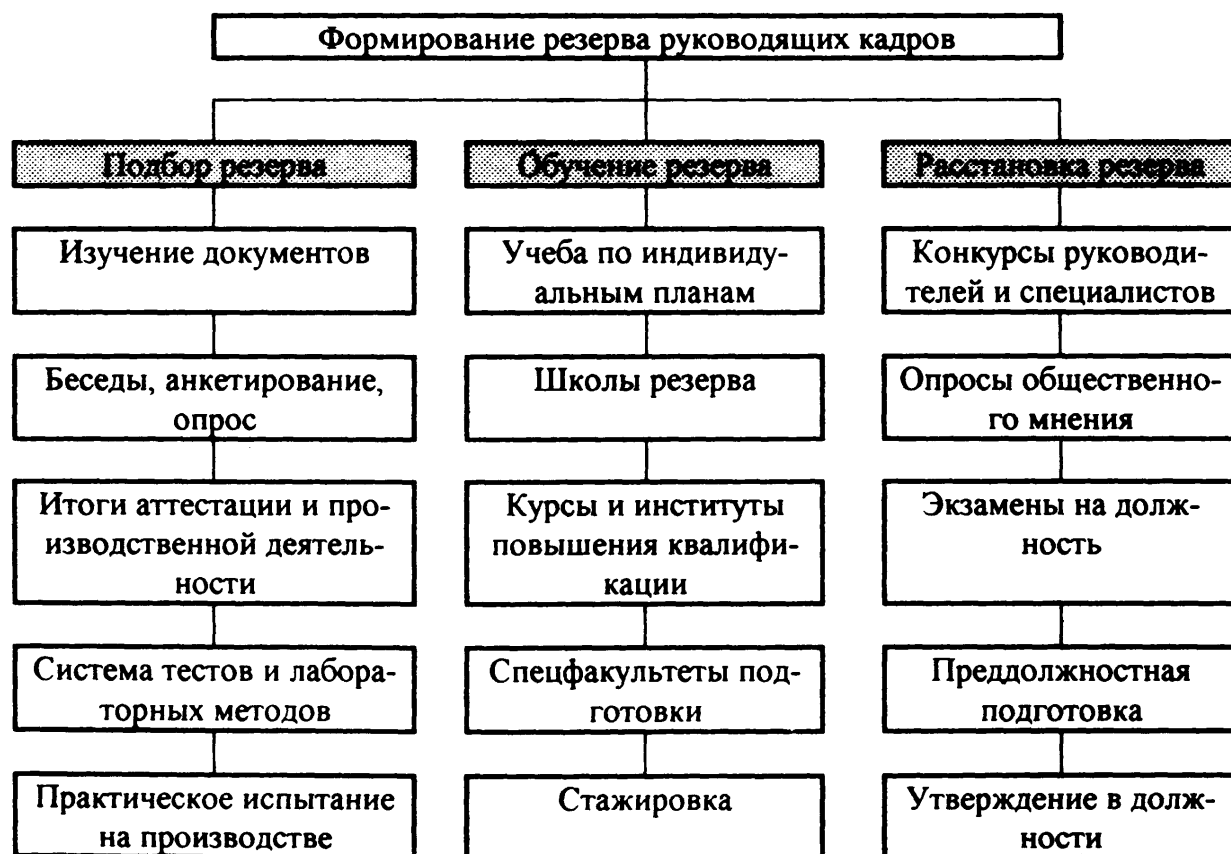 Формирование резерва руководящих кадров
Подбор резерва
Изучение документов
Беседы, анкетирование,
опрос
Итоги аттестации и про-
изводственной деятель-
ности
Система тестов и лабора-
торных методов
Практическое испытание
на производстве
Обучение резерва
Учеба по индивиду-
альным планам
Школы резерва
Курсы и институты
повышения квалифи-
кации
Спецфакультеты под-
готовки
Стажировка
Расстановка резерва
Конкурсы руководи-
телей и специалистов
Опросы общественно-
го мнения
Экзамены на долж-
ность
Преддолжностная
подготовка
Утверждение в долж-
ности